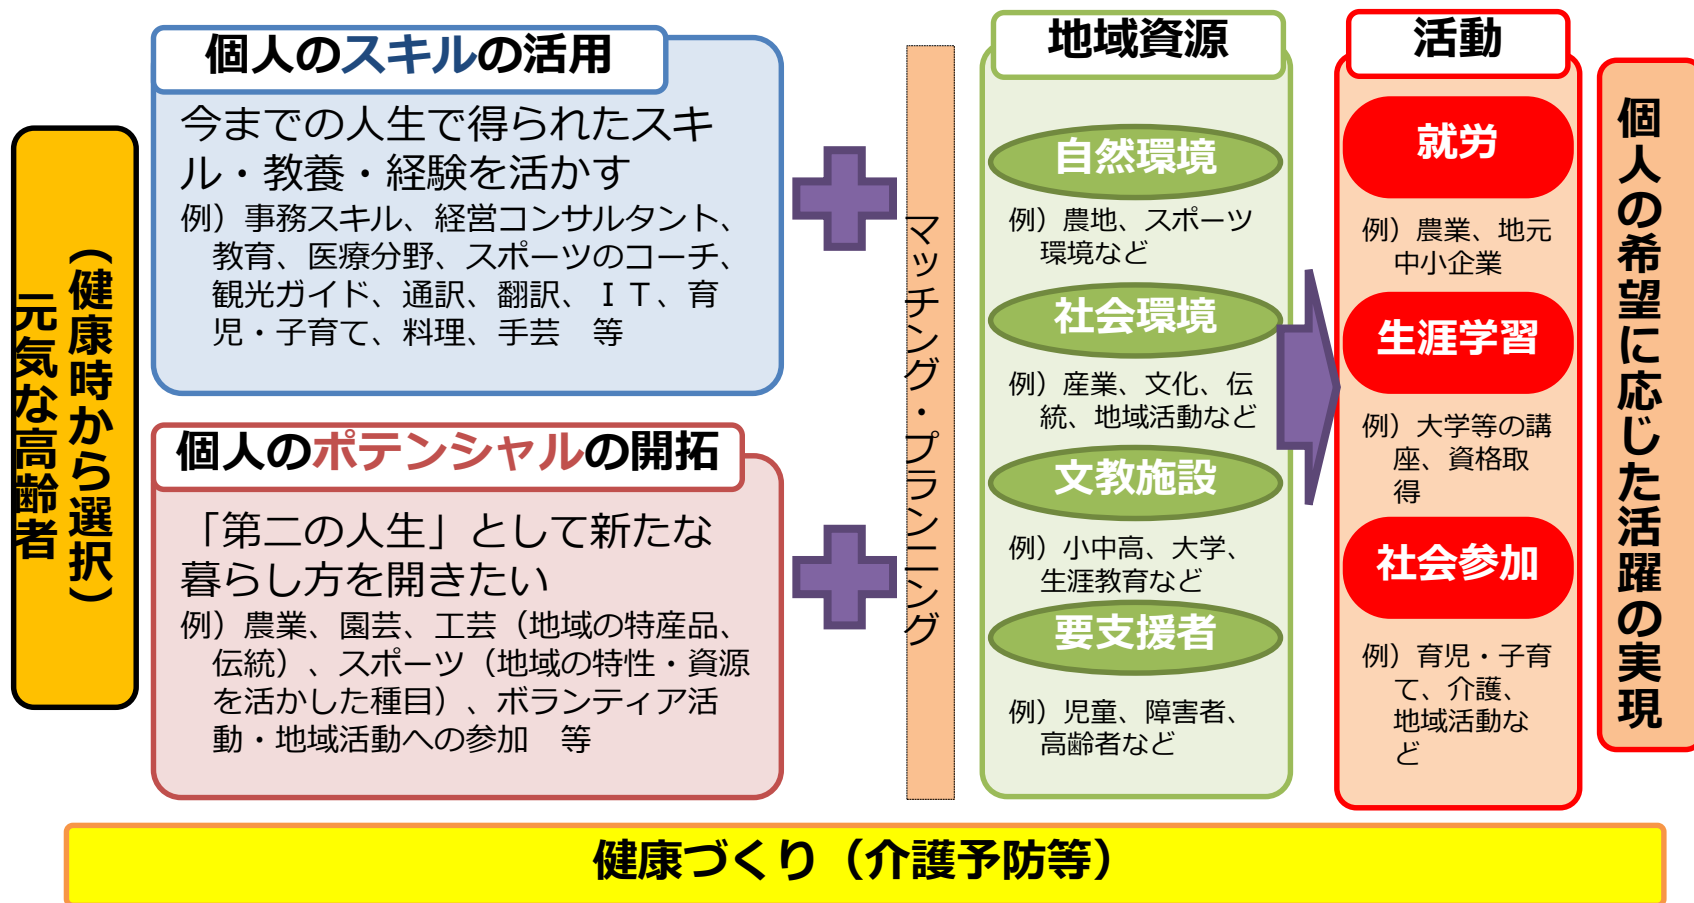 元気な高齢者
（健康時から選択）
個人のスキルの活用
今までの人生で得られたスキ
ル・教養・経験を活かす
例）事務スキル、経営コンサルタント、
教育、医療分野、スポーツのコーチ、
観光ガイド、通訳、翻訳、ＩＴ、育
児・子育て、料理、手芸　等
個人のポテンシャルの開拓
「第二の人生」として新たな
暮らし方を開きたい
例）農業、園芸、工芸（地域の特産品、
伝統）、スポーツ（地域の特性・資源
を活かした種目）、ボランティア活
動・地域活動への参加　等
マッチング・プランニング
地域資源
自然環境
例）農地、スポーツ
環境など
社会環境
例）産業、文化、伝
統、地域活動など
文教施設
例）小中高、大学、
生涯教育など
要支援者
例）児童、障害者、
高齢者など
活動
就労
例）農業、地元
中小企業
生涯学習
例）大学等の講
座、資格取
得
社会参加
例）育児・子育
て、介護、
地域活動な
ど
個人の希望に応じた活躍の実現
健康づくり（介護予防等）